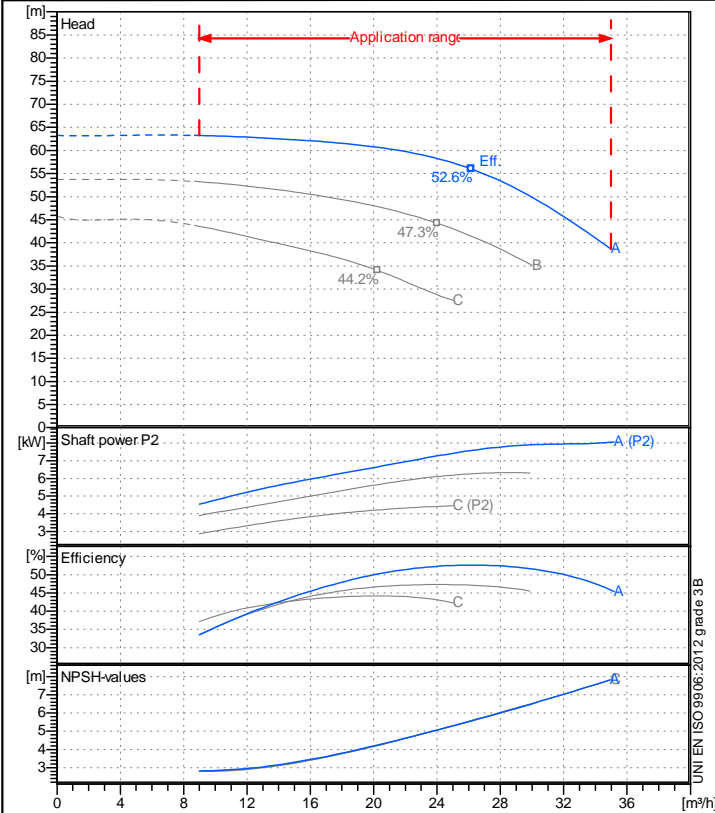 [m]
Head
Application range
85
80
75
70
65
60
55
50
45
40
35
30
25
20
15
10
5
0
Eff.
52.6%
47.3%
44.2%
A
B
C
[kW]
Shaft power P2
7
6
5
4
3
A (P2)
C (P2)
[%]
Efficiency
50
45
40
35
30
A
C
[m]
NPSH-values
7
6
5
4
3
A
C
0
4
8
12
16
20
24
28
32
36
[m³/h]
UNI EN ISO 9906:2012 grade 3B